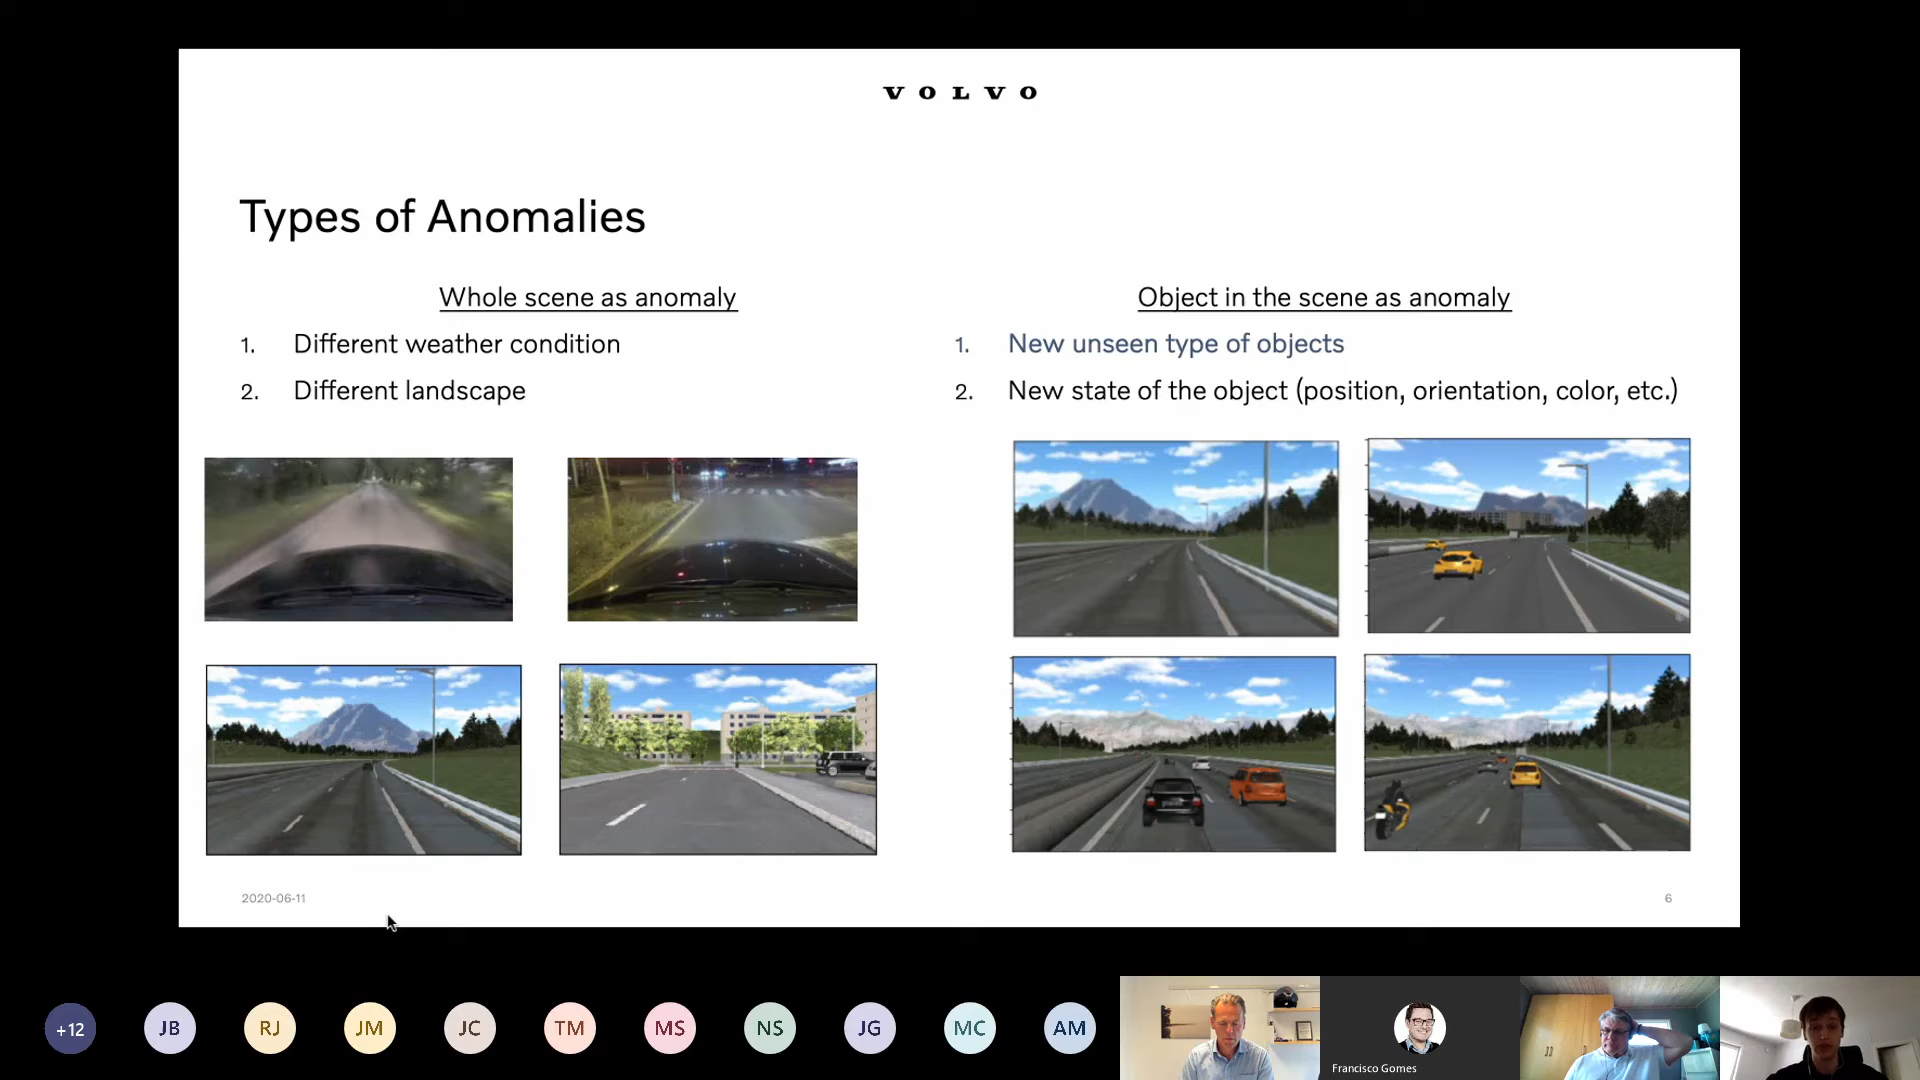 VOLVO
Types of Anomalies
Whole scene as anomaly
1. Different weather condition
2. Different landscape
Object in the scene as anomaly
1. New unseen type of objects
2. New state of the object (position, orientation, color, etc.)
2020-06-11
6
+12
JB
RJ
JM
JC
TM
MS
NS
JG
MC
AM
Francisco Gomes